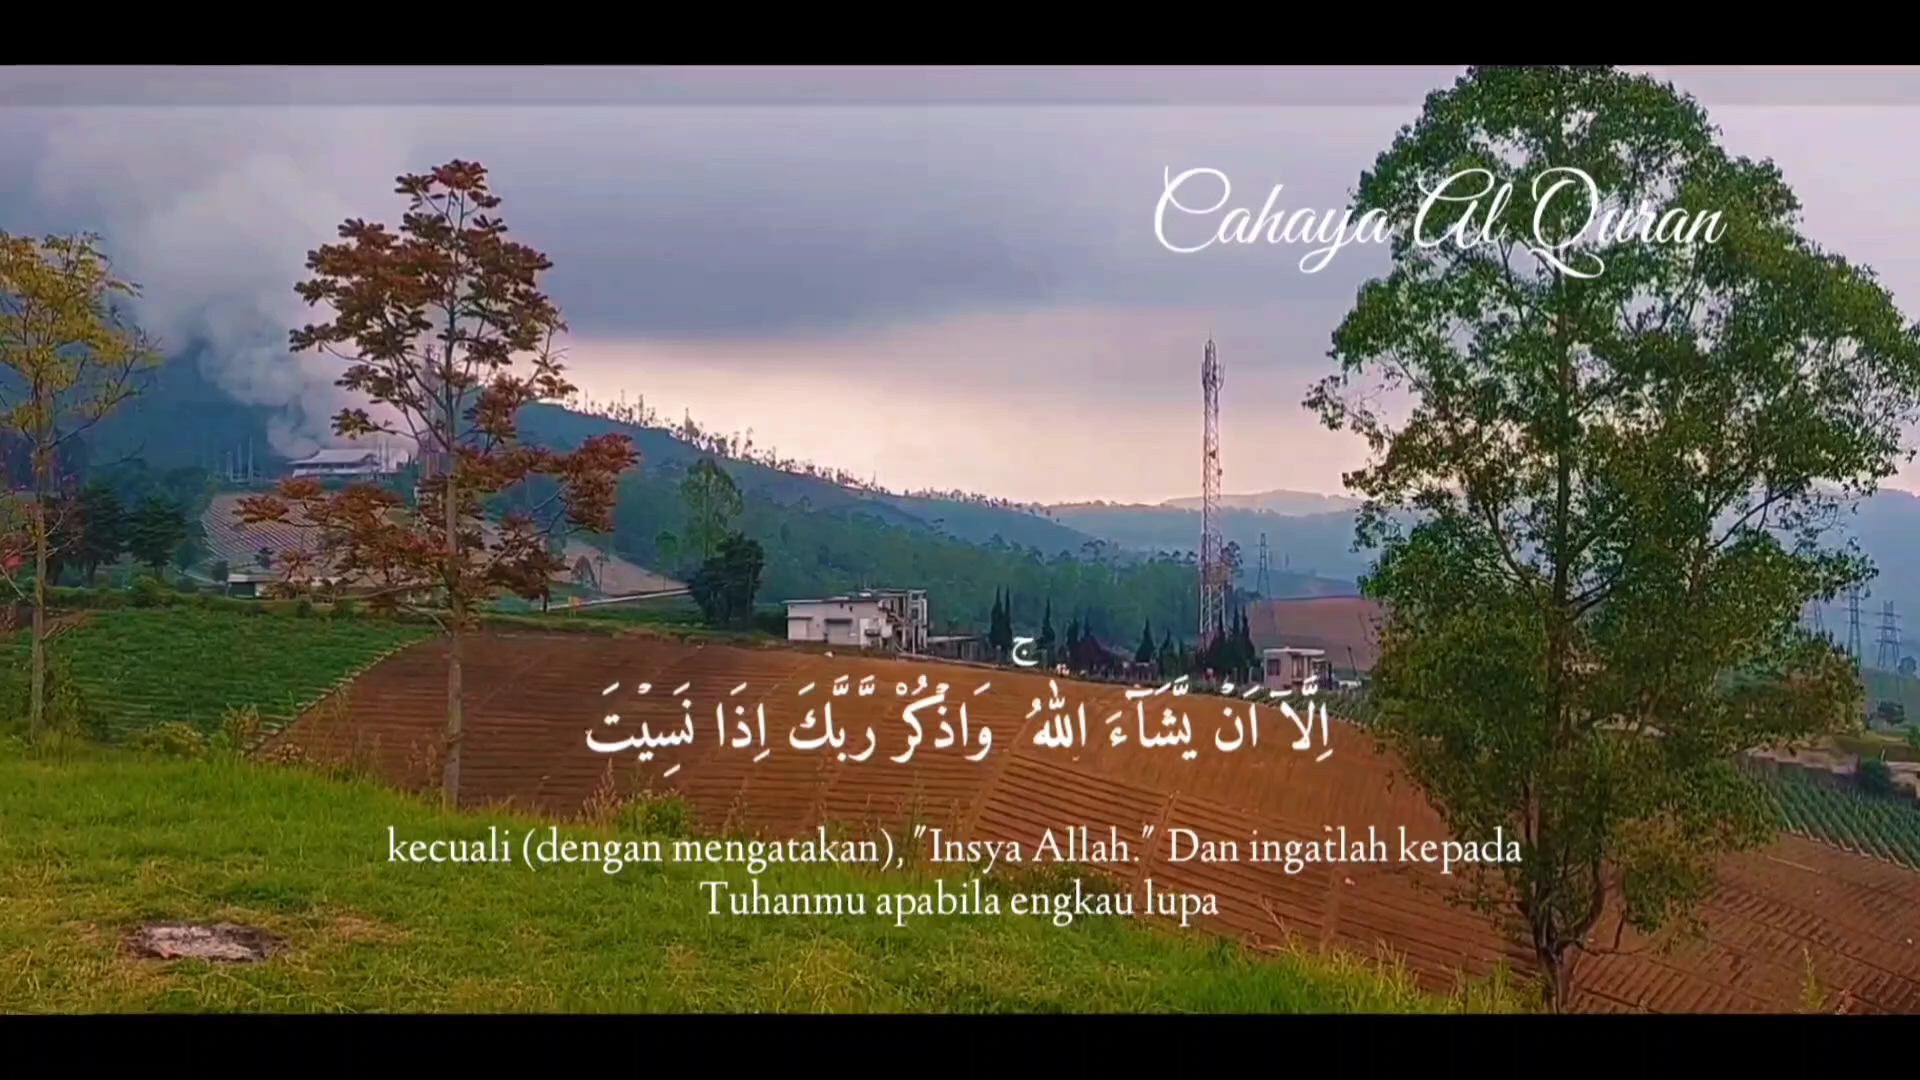 Cahaya Al Quran
اِلَّآ اَنْ يَّشَاۤءَ اللّٰهُ ۚ وَاذْكُرْ رَّبَّكَ اِذَا نَسِيْتَ
kecuali (dengan mengatakan), "Insya Allah." Dan ingatlah kepada
Tuhanmu apabila engkau lupa